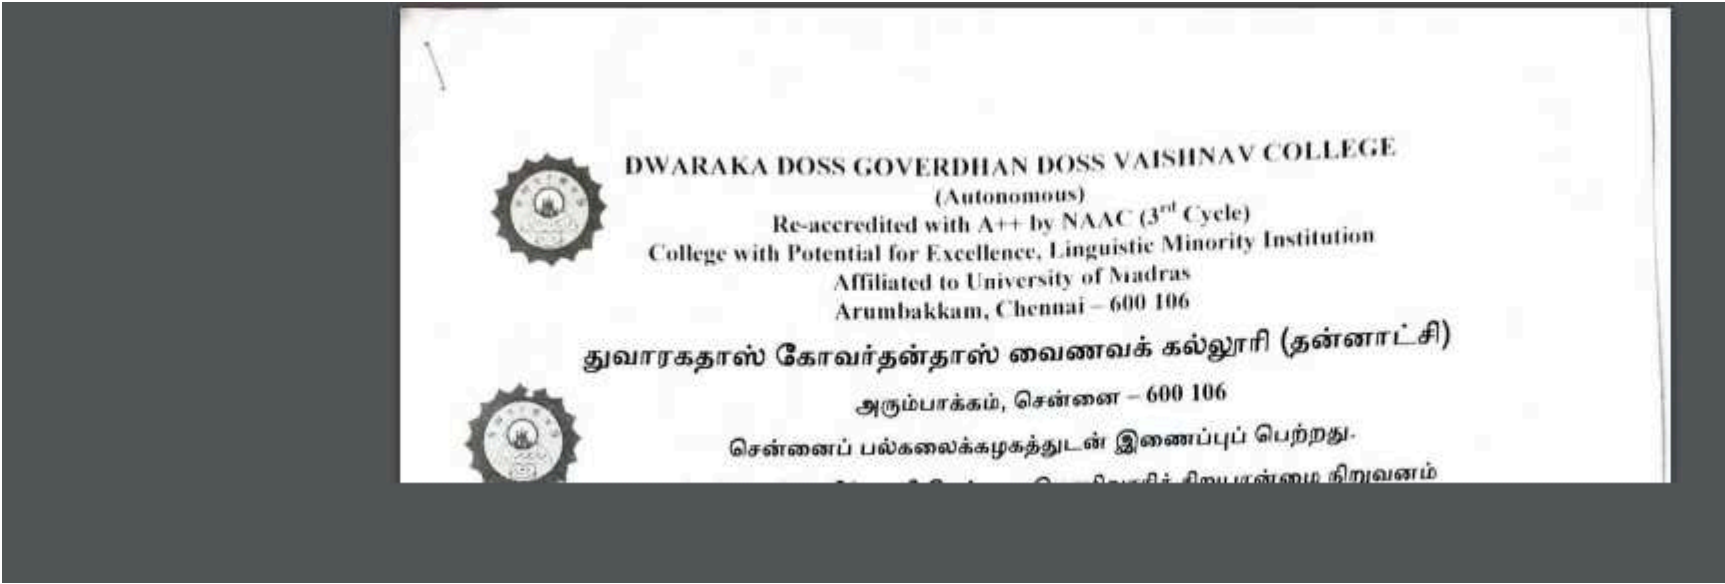 DWARAKA DOSS GOVERDHAN DOSS VAISHNAV COLLEGE
(Autonomous)
Re-accredited with A++ by NAAC (3rd Cycle)
College with Potential for Excellence, Linguistic Minority Institution
Affiliated to University of Madras
Arumbakkam, Chennai – 600 106
துவாரகதாஸ் கோவர்தன்தாஸ் வைணவக் கல்லூரி (தன்னாட்சி)
அரும்பாக்கம், சென்னை – 600 106
சென்னைப் பல்கலைக்கழகத்துடன் இணைப்புப் பெற்றது.
சிறுபான்மை நிறுவனம்